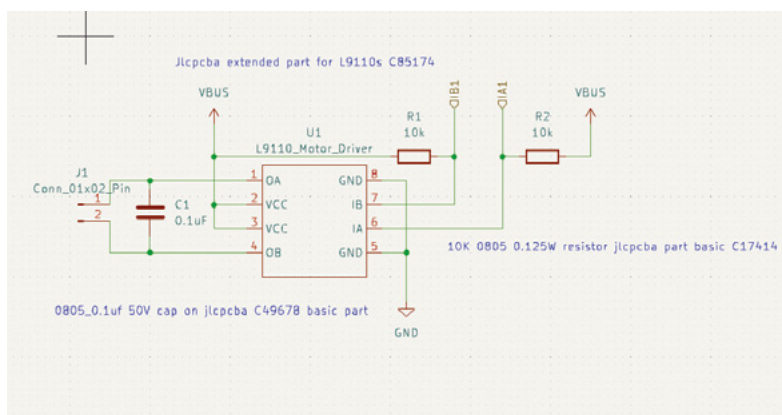 Jlcpcba extended part for L9110s C85174
VBUS
DIB1
DIA1
VBUS
R1
10k
R2
10k
U1
L9110_Motor_Driver
J1
Conn_01x02_Pin
1
2
C1
0.1uF
1 OA
2 VCC
3 VCC
4 OB
GND 8
IB 7
IA 6
GND 5
10K 0805 0.125W resistor jlcpcba part basic C17414
0805_0.1uf 50V cap on jlcpcba C49678 basic part
GND